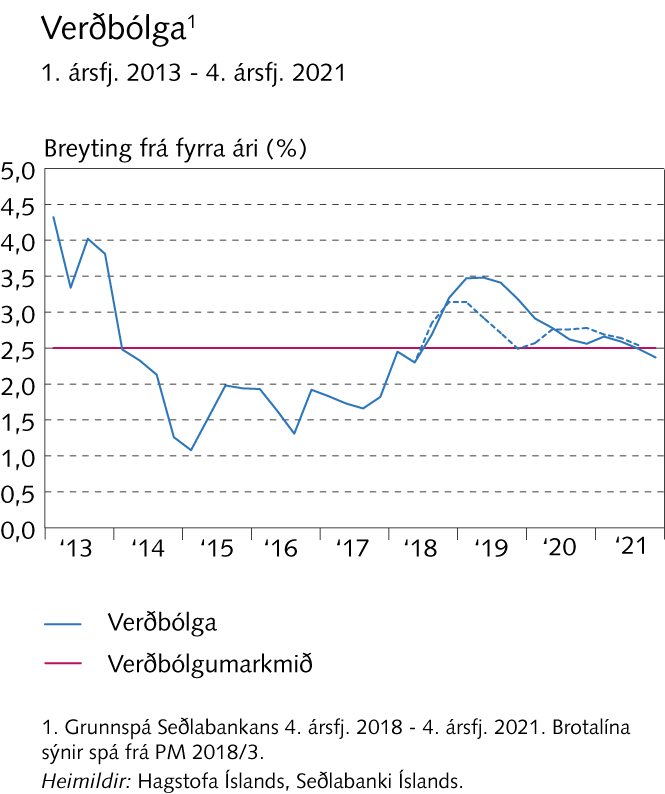 Verðbólga¹
1. ársfj. 2013 - 4. ársfj. 2021
Breyting frá fyrra ári (%)
5,0
4,5
4,0
3,5
3,0
2,5
2,0
1,5
1,0
0,5
0,0
‘13 ‘14 ‘15 ‘16 ‘17 ‘18 ‘19 ‘20 ‘21
Verðbólga
Verðbólgumarkmið
1. Grunnspá Seðlabankans 4. ársfj. 2018 - 4. ársfj. 2021. Brotalína
sýnir spá frá PM 2018/3.
Heimildir: Hagstofa Íslands, Seðlabanki Íslands.